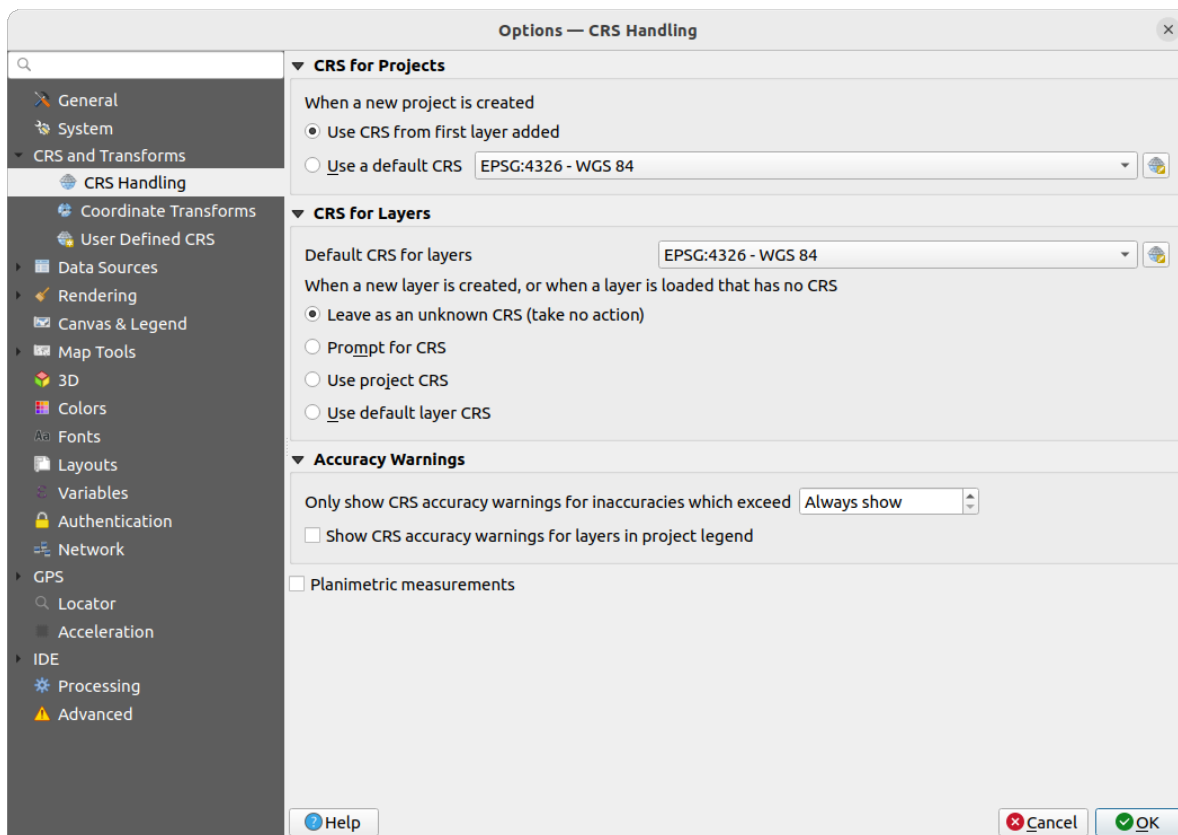 Options — CRS Handling
General
System
CRS and Transforms
CRS Handling
Coordinate Transforms
User Defined CRS
Data Sources
Rendering
Canvas & Legend
Map Tools
3D
Colors
Aa Fonts
Layouts
Variables
Authentication
Network
GPS
Locator
Acceleration
IDE
Processing
Advanced
CRS for Projects
When a new project is created
Use CRS from first layer added
Use a default CRS EPSG:4326 - WGS 84
CRS for Layers
Default CRS for layers EPSG:4326 - WGS 84
When a new layer is created, or when a layer is loaded that has no CRS
Leave as an unknown CRS (take no action)
Prompt for CRS
Use project CRS
Use default layer CRS
Accuracy Warnings
Only show CRS accuracy warnings for inaccuracies which exceed Always show
Show CRS accuracy warnings for layers in project legend
Planimetric measurements
Help Cancel OK